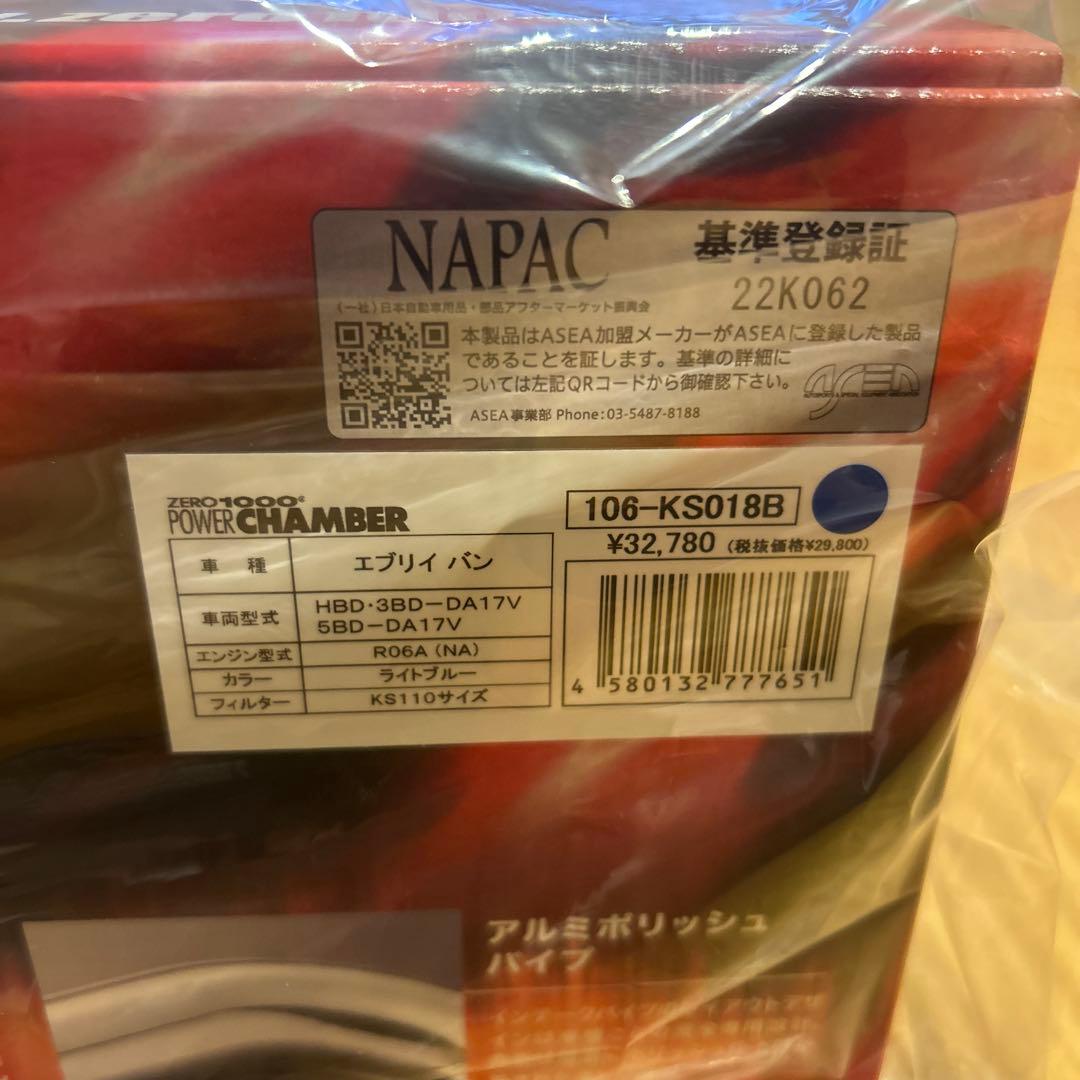 NAPAC
基準登録証
22K062
(一社)日本自動車用品・部品アフターマーケット振興会
本製品はASEA加盟メーカーがASEAに登録した製品
であることを証します。基準の詳細に
ついては左記QRコードから御確認下さい。
ASEA事業部 Phone:03-5487-8188
ASEA
ZERO1000
POWER CHAMBER
106-KS018B
¥32,780 (税抜価格¥29,800)
車種 エブリイ バン
車両型式 HBD・3BD-DA17V
5BD-DA17V
エンジン型式 R06A(NA)
カラー ライトブルー
フィルター KS110サイズ
4 580132 777651
アルミポリッシュ
パイプ